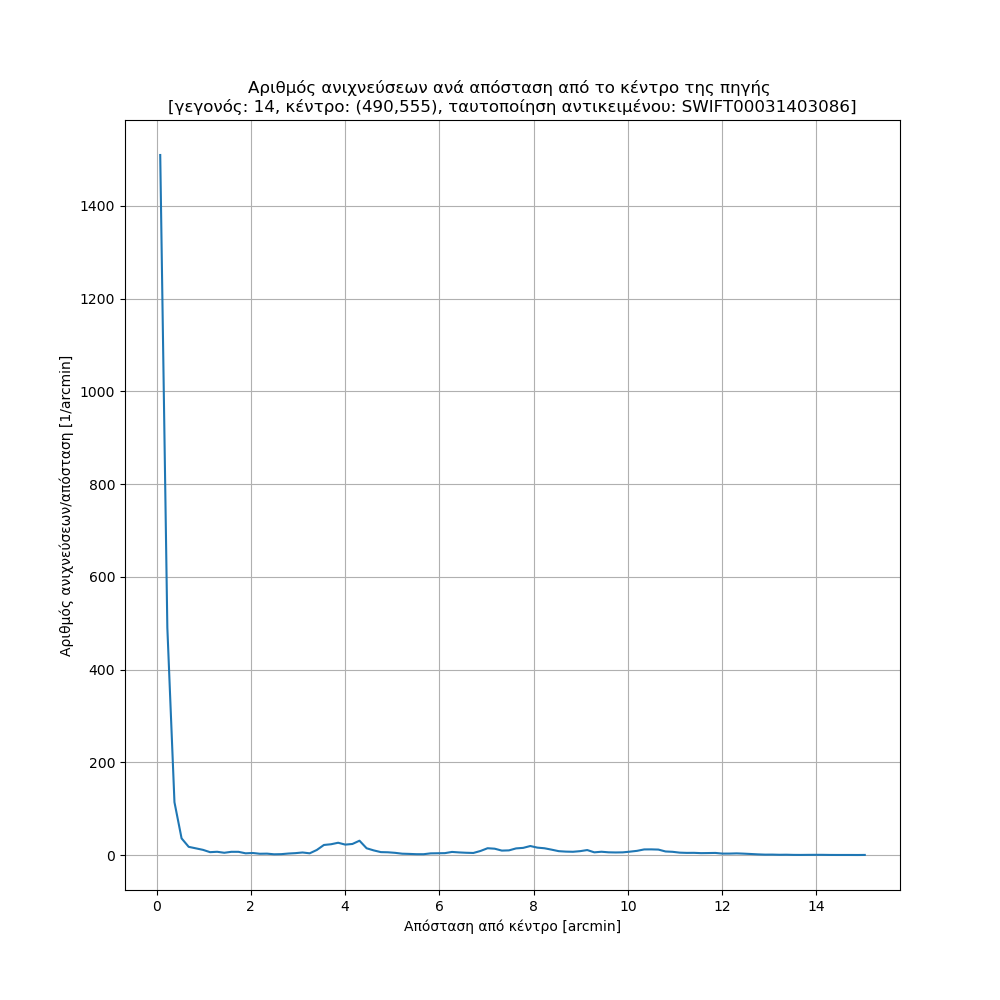 Αριθμός ανιχνεύσεων ανά απόσταση από το κέντρο της πηγής
[γεγονός: 14, κέντρο: (490,555), ταυτοποίηση αντικειμένου: SWIFT00031403086]
Αριθμός ανιχνεύσεων/απόσταση [1/arcmin]
1400
1200
1000
800
600
400
200
0
0 2 4 6 8 10 12 14
Απόσταση από κέντρο [arcmin]